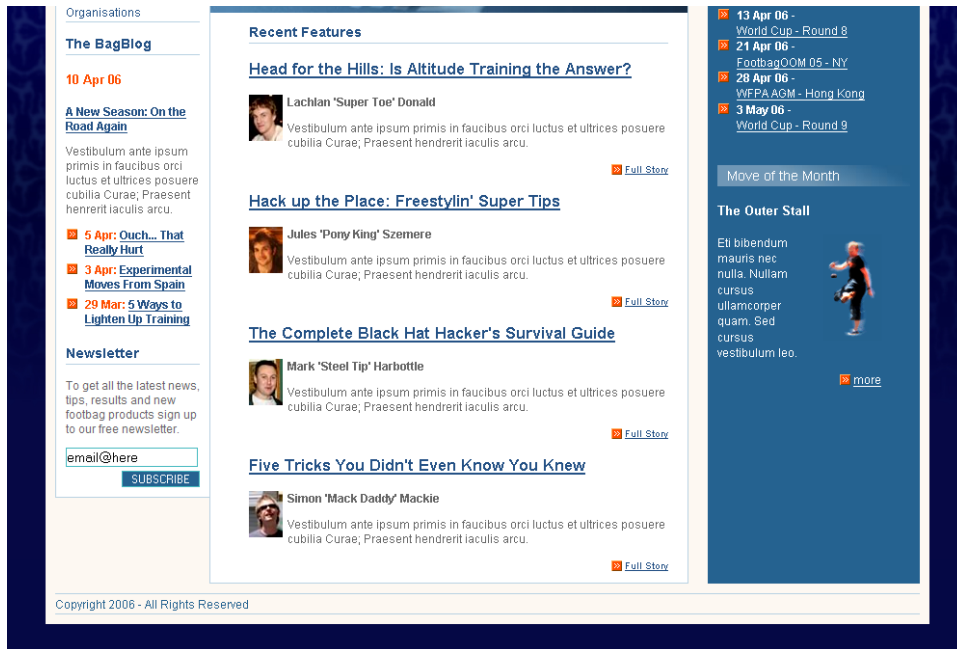 Organisations
The BagBlog
10 Apr 06
A New Season: On the
Road Again
Vestibulum ante ipsum
primis in faucibus orci
luctus et ultrices posuere
cubilia Curae; Praesent
henrerit iaculis arcu.
5 Apr: Ouch... That
Really Hurt
3 Apr: Experimental
Moves From Spain
29 Mar: 5 Ways to
Lighten Up Training
Newsletter
To get all the latest news,
tips, results and new
footbag products sign up
to our free newsletter.
email@here
SUBSCRIBE
Recent Features
Head for the Hills: Is Altitude Training the Answer?
Lachlan 'Super Toe' Donald
Vestibulum ante ipsum primis in faucibus orci luctus et ultrices posuere
cubilia Curae; Praesent hendrerit iaculis arcu.
Full Story
Hack up the Place: Freestylin' Super Tips
Jules 'Pony King' Szemere
Vestibulum ante ipsum primis in faucibus orci luctus et ultrices posuere
cubilia Curae; Praesent hendrerit iaculis arcu.
Full Story
The Complete Black Hat Hacker's Survival Guide
Mark 'Steel Tip' Harbottle
Vestibulum ante ipsum primis in faucibus orci luctus et ultrices posuere
cubilia Curae; Praesent hendrerit iaculis arcu.
Full Story
Five Tricks You Didn't Even Know You Knew
Simon 'Mack Daddy' Mackie
Vestibulum ante ipsum primis in faucibus orci luctus et ultrices posuere
cubilia Curae; Praesent hendrerit iaculis arcu.
Full Story
13 Apr 06 -
World Cup - Round 8
21 Apr 06 -
FootbagOOM 05 - NY
28 Apr 06 -
WFPA AGM - Hong Kong
3 May 06 -
World Cup - Round 9
Move of the Month
The Outer Stall
Eti bibendum
mauris nec
nulla. Nullam
cursus
ullamcorper
quam. Sed
cursus
vestibulum leo.
more
Copyright 2006 - All Rights Reserved